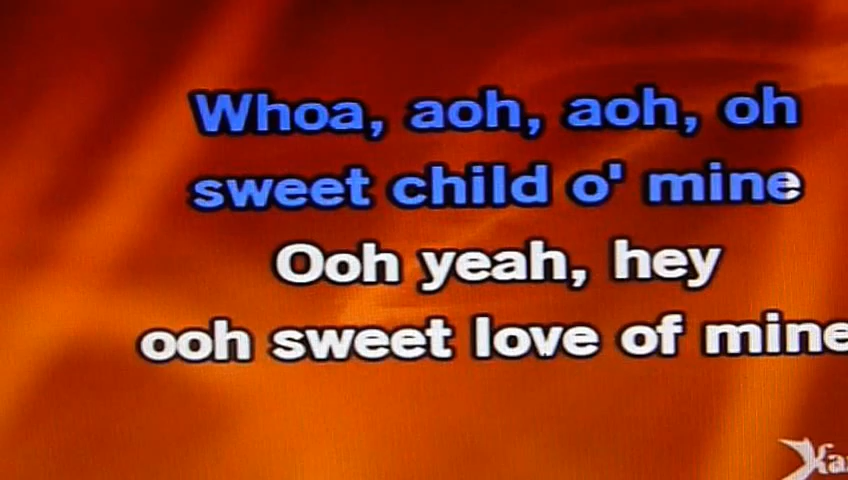 Whoa, aoh, aoh, oh
sweet child o' mine
Ooh yeah, hey
ooh sweet love of mine